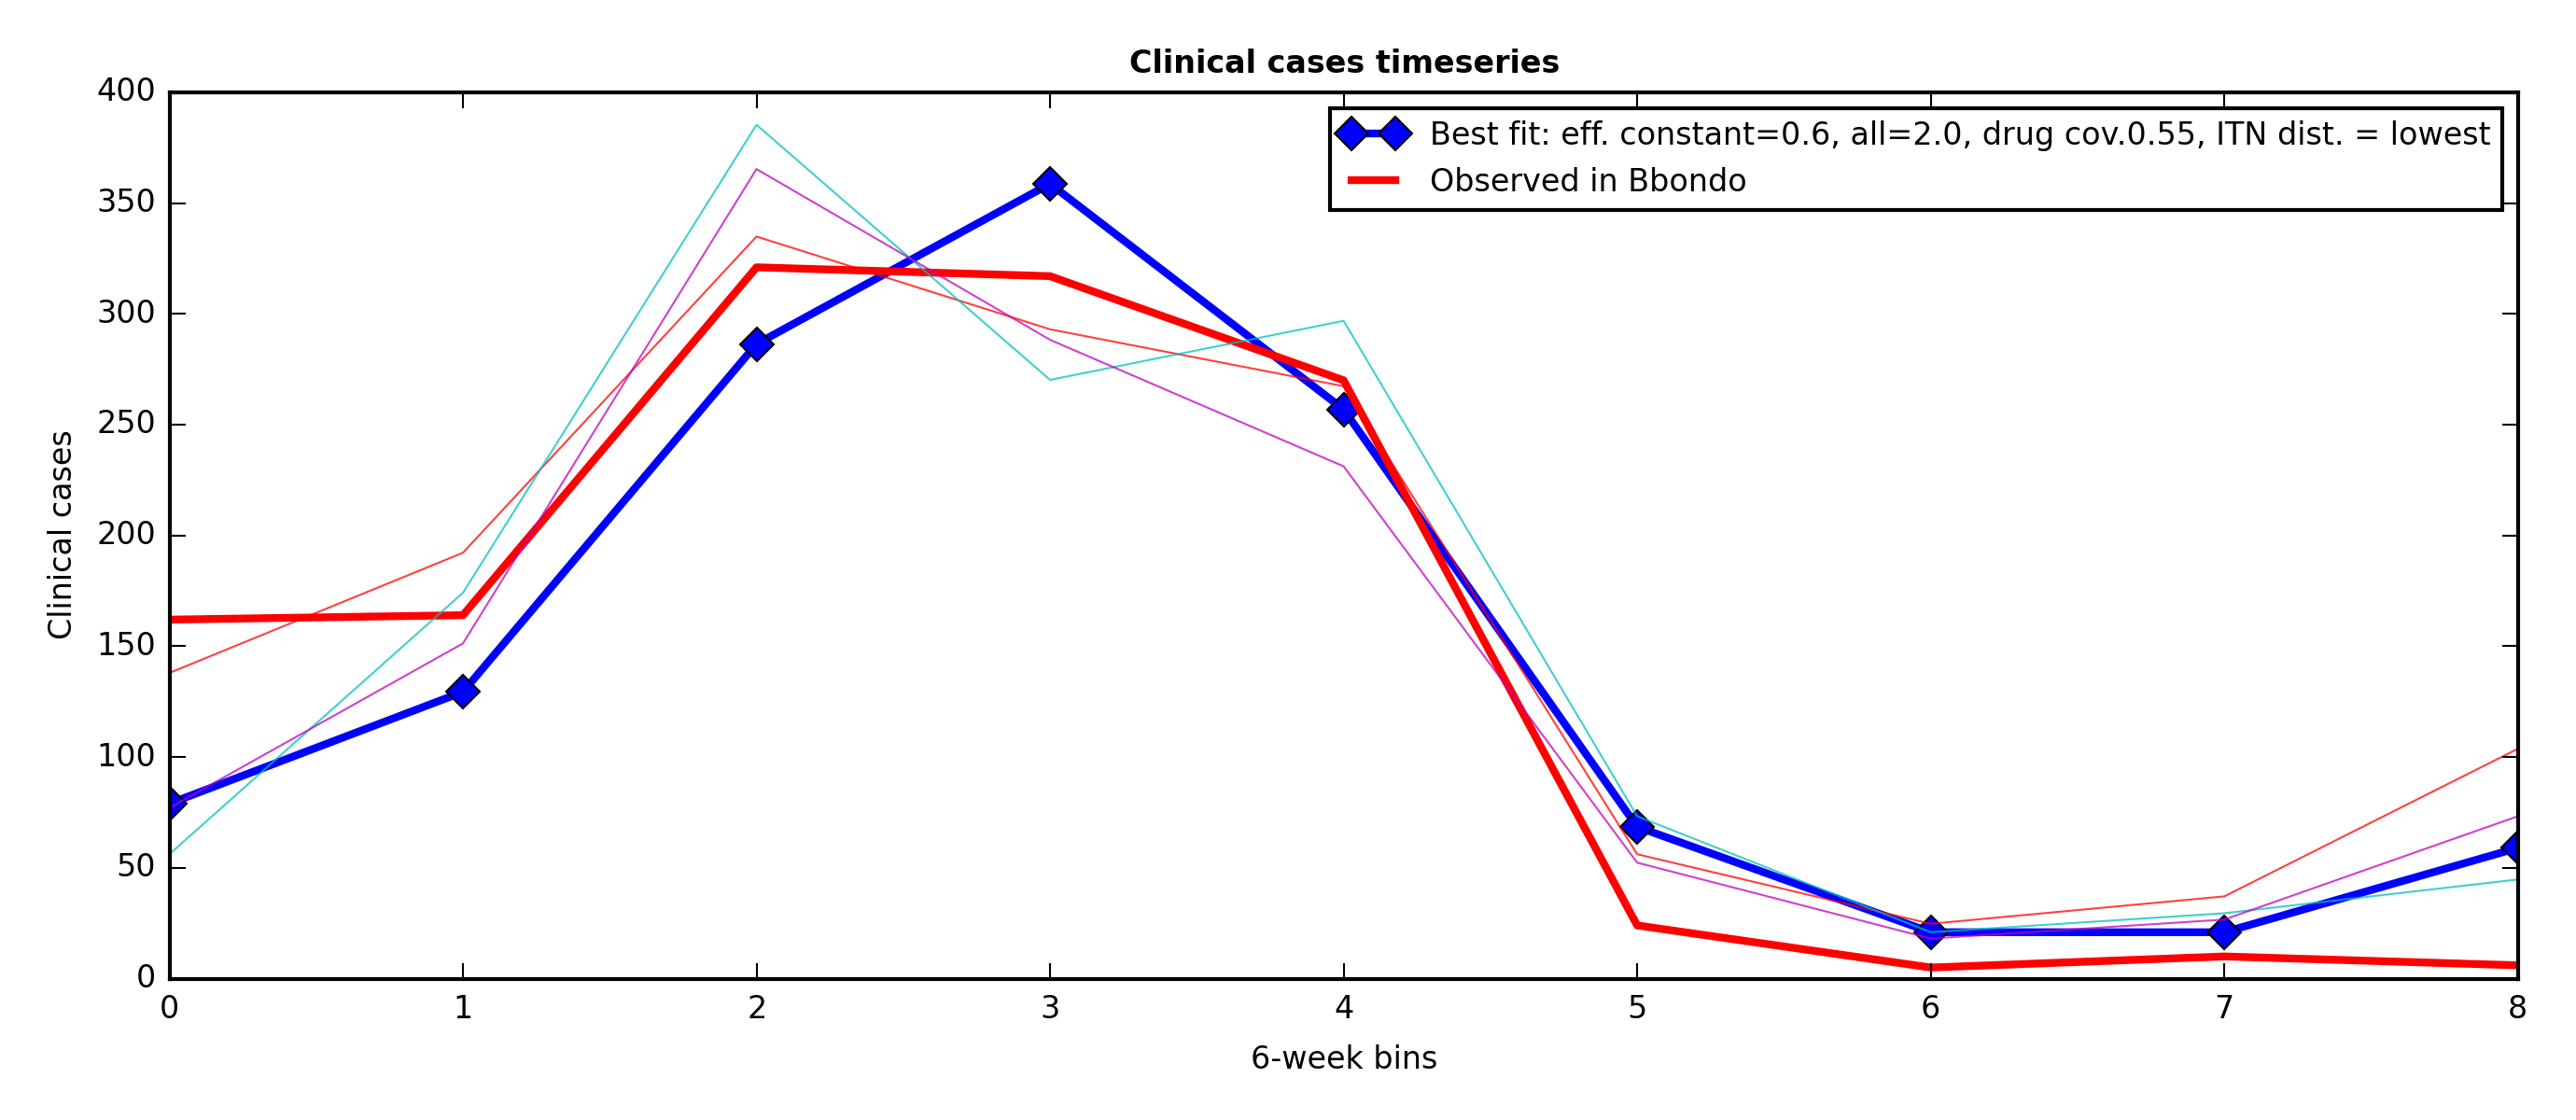 Clinical cases timeseries
400
350
300
250
200
150
100
50
0
Clinical cases
Best fit: eff. constant=0.6, all=2.0, drug cov.0.55, ITN dist. = lowest
Observed in Bbondo
0 1 2 3 4 5 6 7 8
6-week bins